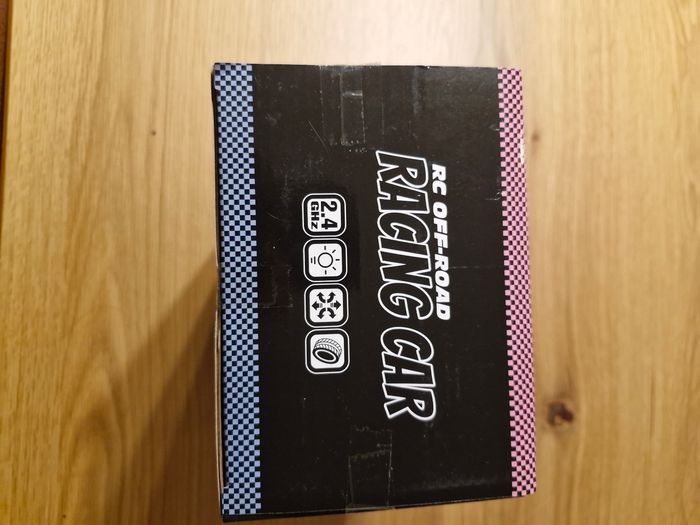 RC OFF-ROAD
RACING CAR
2.4
GHz